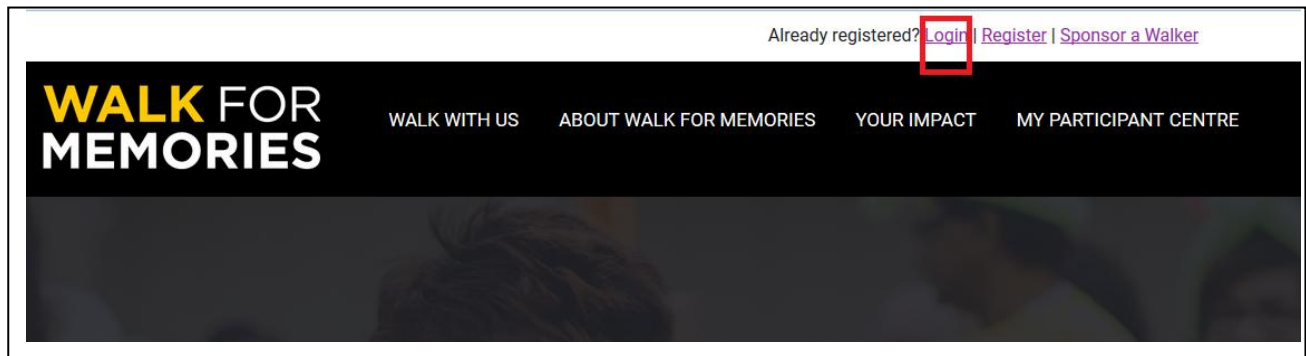 Already registered? Login | Register | Sponsor a Walker
WALK FOR
MEMORIES
WALK WITH US ABOUT WALK FOR MEMORIES YOUR IMPACT MY PARTICIPANT CENTRE